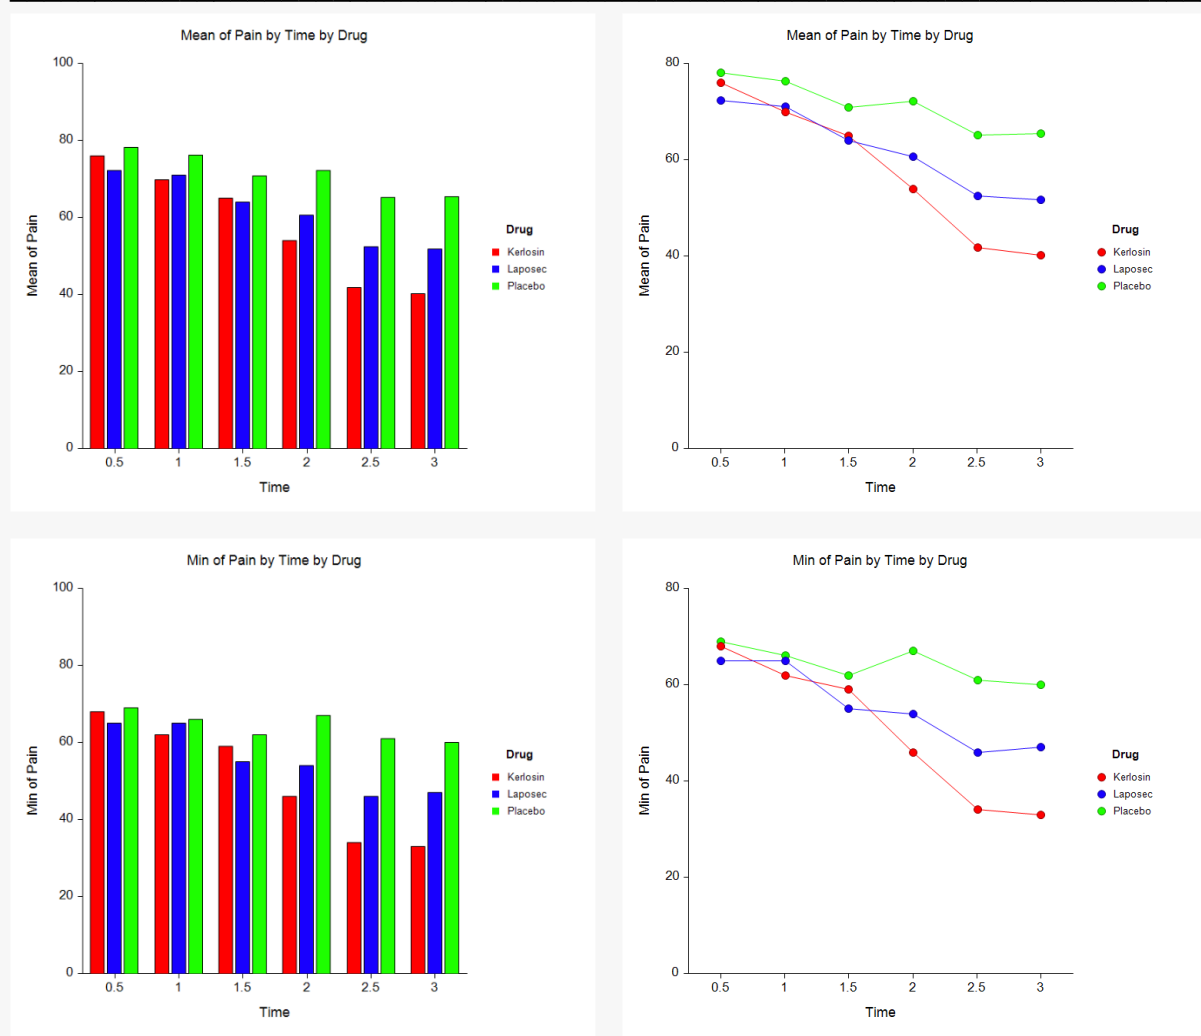 Mean of Pain by Time by Drug
100
80
60
40
20
0
Mean of Pain
0.5 1 1.5 2 2.5 3
Time
Drug
Kerlosin
Laposec
Placebo
Mean of Pain by Time by Drug
80
60
40
20
0
Mean of Pain
0.5 1 1.5 2 2.5 3
Time
Drug
Kerlosin
Laposec
Placebo
Min of Pain by Time by Drug
100
80
60
40
20
0
Min of Pain
0.5 1 1.5 2 2.5 3
Time
Drug
Kerlosin
Laposec
Placebo
Min of Pain by Time by Drug
80
60
40
20
0
Min of Pain
0.5 1 1.5 2 2.5 3
Time
Drug
Kerlosin
Laposec
Placebo